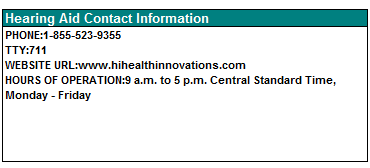 Hearing Aid Contact Information
PHONE:1-855-523-9355
TTY:711
WEBSITE URL:www.hihealthinnovations.com
HOURS OF OPERATION:9 a.m. to 5 p.m. Central Standard Time,
Monday - Friday